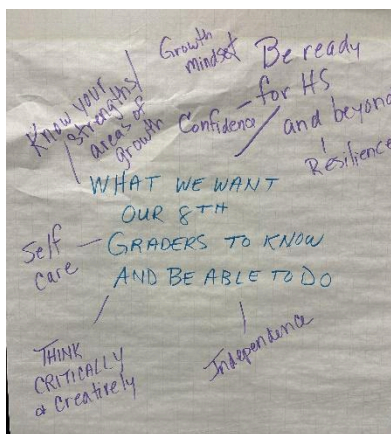 Growth
mindset
Be ready
for HS
and beyond
Resilience
Confidence
Know your
strengths/
areas of
growth
WHAT WE WANT
OUR 8TH
GRADERS TO KNOW
AND BE ABLE TO DO
Self
care
THINK
CRITICALLY
& Creatively
Independence